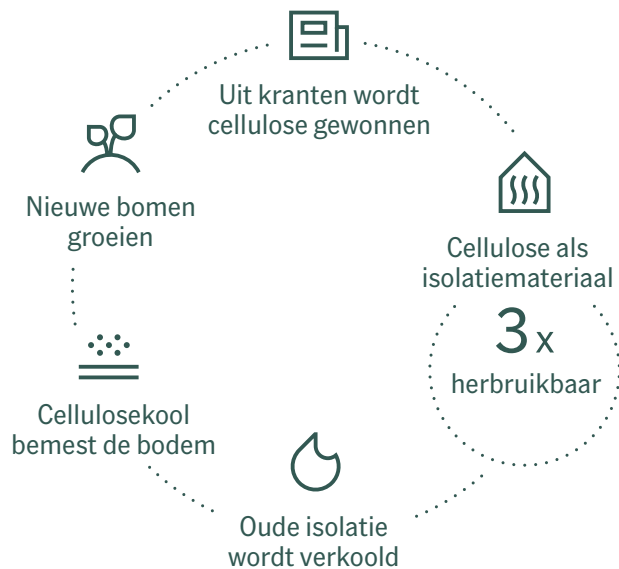 Uit kranten wordt
cellulose gewonnen
Nieuwe bomen
groeien
Cellulose als
isolatiemateriaal
3x
herbruikbaar
Cellulosekool
bemest de bodem
Oude isolatie
wordt verkoold